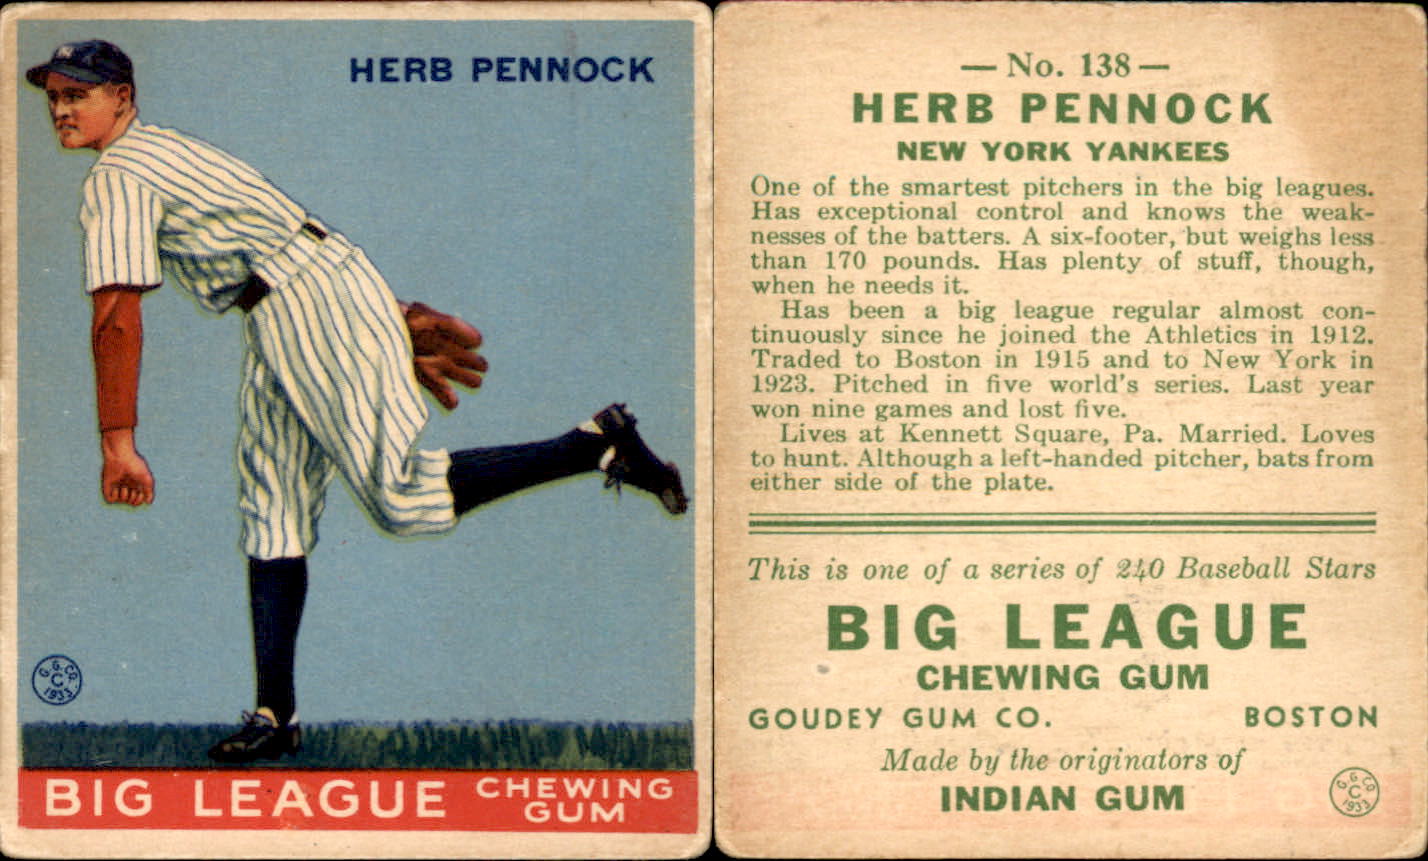 NY
HERB PENNOCK
G. G. CO.
C
1933
BIG LEAGUE CHEWING
GUM
— No. 138 —
HERB PENNOCK
NEW YORK YANKEES
One of the smartest pitchers in the big leagues.
Has exceptional control and knows the weak-
nesses of the batters. A six-footer, but weighs less
than 170 pounds. Has plenty of stuff, though,
when he needs it.
Has been a big league regular almost con-
tinuously since he joined the Athletics in 1912.
Traded to Boston in 1915 and to New York in
1923. Pitched in five world's series. Last year
won nine games and lost five.
Lives at Kennett Square, Pa. Married. Loves
to hunt. Although a left-handed pitcher, bats from
either side of the plate.
This is one of a series of 240 Baseball Stars
BIG LEAGUE
CHEWING GUM
GOUDEY GUM CO. BOSTON
Made by the originators of
INDIAN GUM
G. G. CO.
C
1933